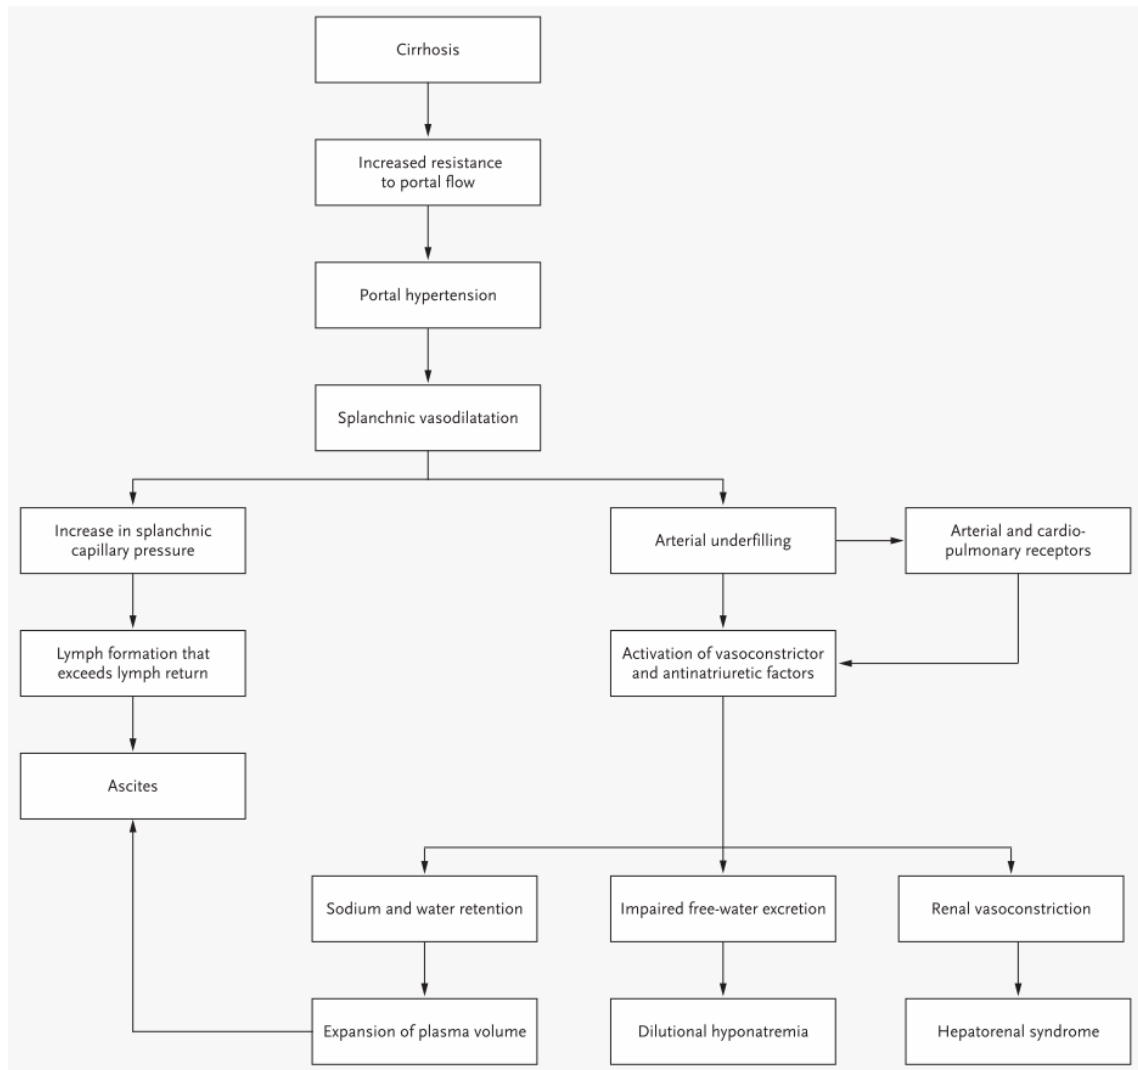 Cirrhosis
Increased resistance
to portal flow
Portal hypertension
Splanchnic vasodilatation
Increase in splanchnic
capillary pressure
Arterial underfilling
Arterial and cardio-
pulmonary receptors
Lymph formation that
exceeds lymph return
Activation of vasoconstrictor
and antinatriuretic factors
Ascites
Sodium and water retention
Impaired free-water excretion
Renal vasoconstriction
Expansion of plasma volume
Dilutional hyponatremia
Hepatorenal syndrome